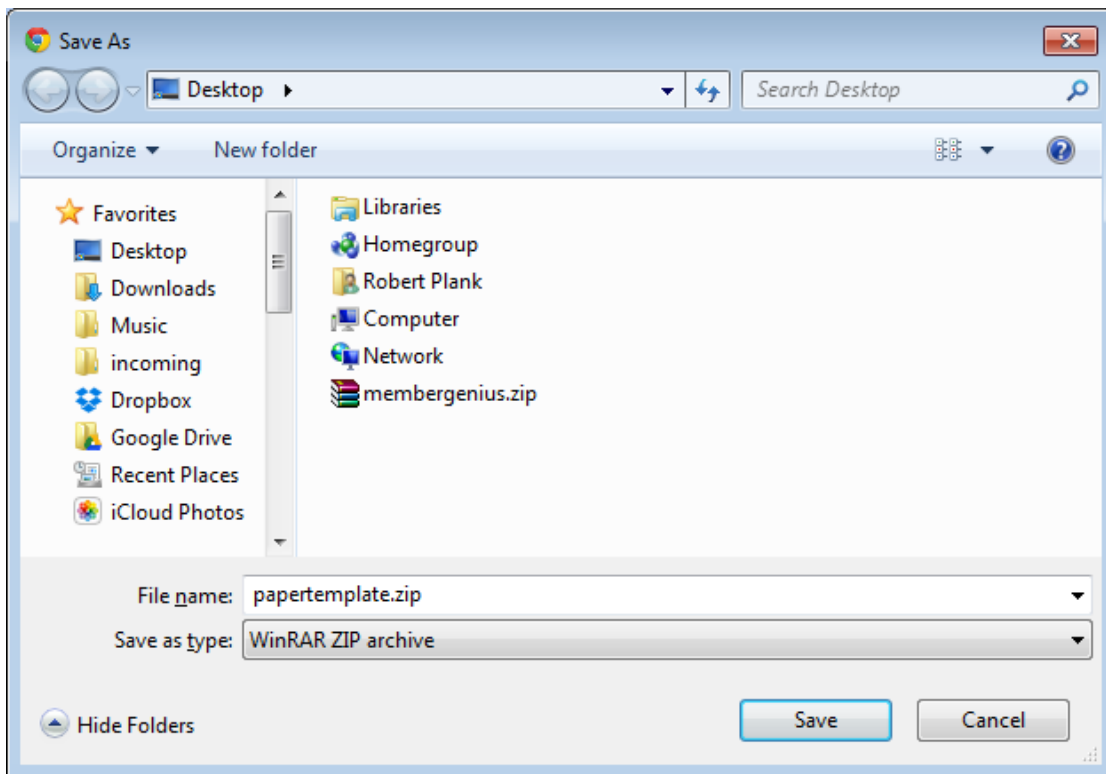 Save As
Desktop
Search Desktop
Organize
New folder
Favorites
Desktop
Downloads
Music
incoming
Dropbox
Google Drive
Recent Places
iCloud Photos
Libraries
Homegroup
Robert Plank
Computer
Network
membergenius.zip
File name: papertemplate.zip
Save as type: WinRAR ZIP archive
Hide Folders
Save
Cancel